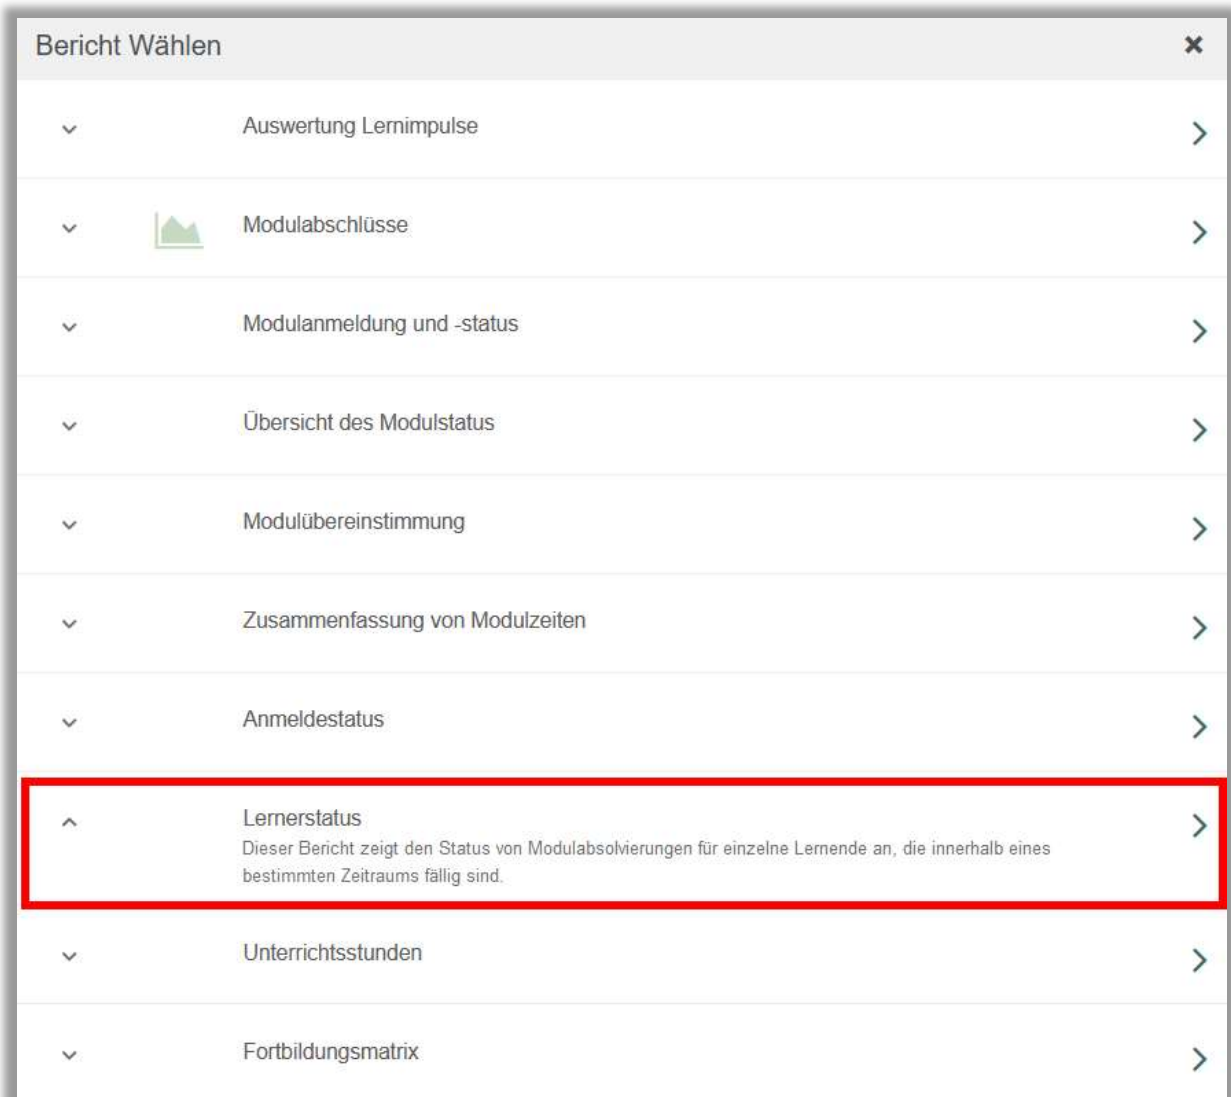 Bericht Wählen
Auswertung Lernimpulse
Modulabschlüsse
Modulanmeldung und -status
Übersicht des Modulstatus
Modulübereinstimmung
Zusammenfassung von Modulzeiten
Anmeldestatus
Lernerstatus
Dieser Bericht zeigt den Status von Modulabsolvierungen für einzelne Lernende an, die innerhalb eines
bestimmten Zeitraums fällig sind.
Unterrichtsstunden
Fortbildungsmatrix